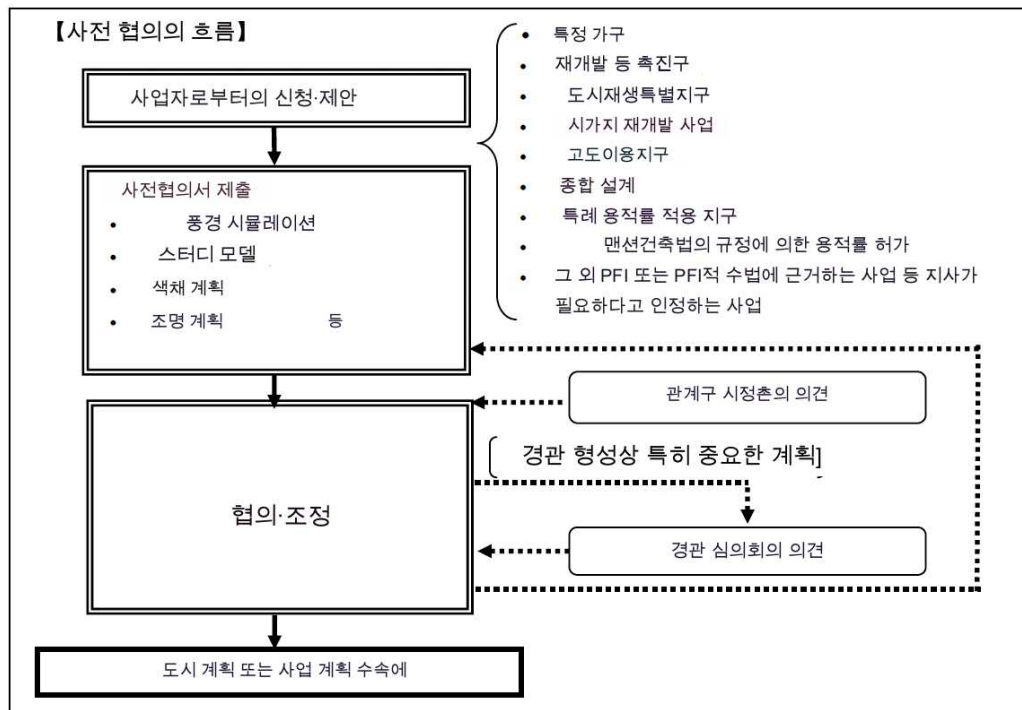 【사전 협의의 흐름】
사업자로부터의 신청·제안
• 특정 가구
• 재개발 등 촉진구
• 도시재생특별지구
• 시가지 재개발 사업
• 고도이용지구
• 종합 설계
• 특례 용적률 적용 지구
• 맨션건축법의 규정에 의한 용적률 허가
• 그 외 PFI 또는 PFI적 수법에 근거하는 사업 등 지사가
필요하다고 인정하는 사업
사전협의서 제출
• 풍경 시뮬레이션
• 스터디 모델
• 색채 계획
• 조명 계획 등
관계구 시정촌의 의견
[경관 형성상 특히 중요한 계획]
협의·조정
경관 심의회의 의견
도시 계획 또는 사업 계획 수속에